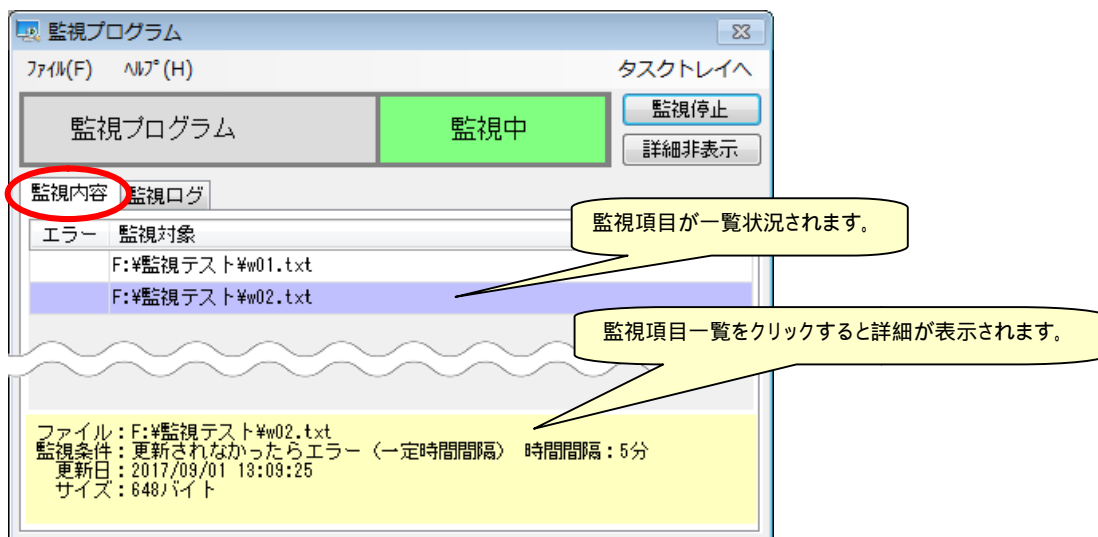 監視プログラム
ﾌｧｲﾙ(F) ﾍﾙﾌﾟ(H) タスクトレイへ
監視プログラム 監視中 監視停止
詳細非表示
監視内容 監視ログ
監視項目が一覧状況されます。
エラー 監視対象
F:¥監視テスト¥w01.txt
F:¥監視テスト¥w02.txt
監視項目一覧をクリックすると詳細が表示されます。
ファイル：F:¥監視テスト¥w02.txt
監視条件：更新されなかったらエラー（一定時間間隔） 時間間隔：5分
更新日：2017/09/01 13:09:25
サイズ：648バイト